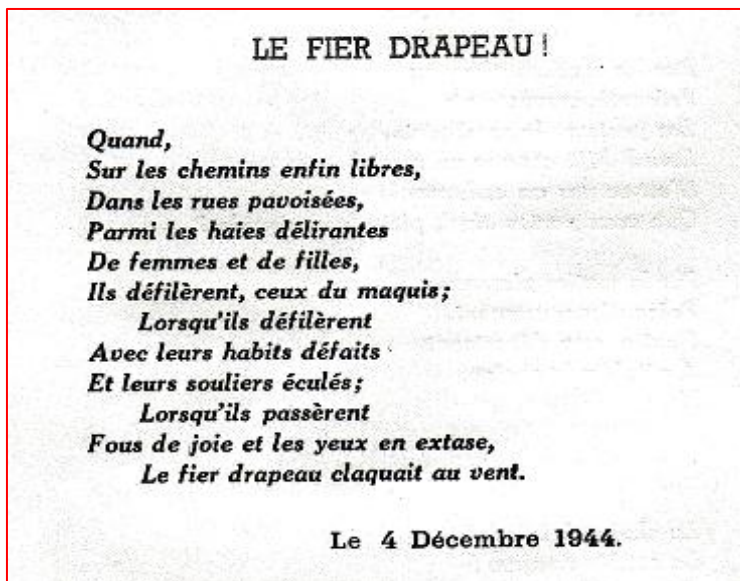 LE FIER DRAPEAU !
Quand,
Sur les chemins enfin libres,
Dans les rues pavoisées,
Parmi les haies délirantes
De femmes et de filles,
Ils défilèrent, ceux du maquis;
Lorsqu'ils défilèrent
Avec leurs habits défaits
Et leurs souliers éculés;
Lorsqu'ils passèrent
Fous de joie et les yeux en extase,
Le fier drapeau claquait au vent.
Le 4 Décembre 1944.